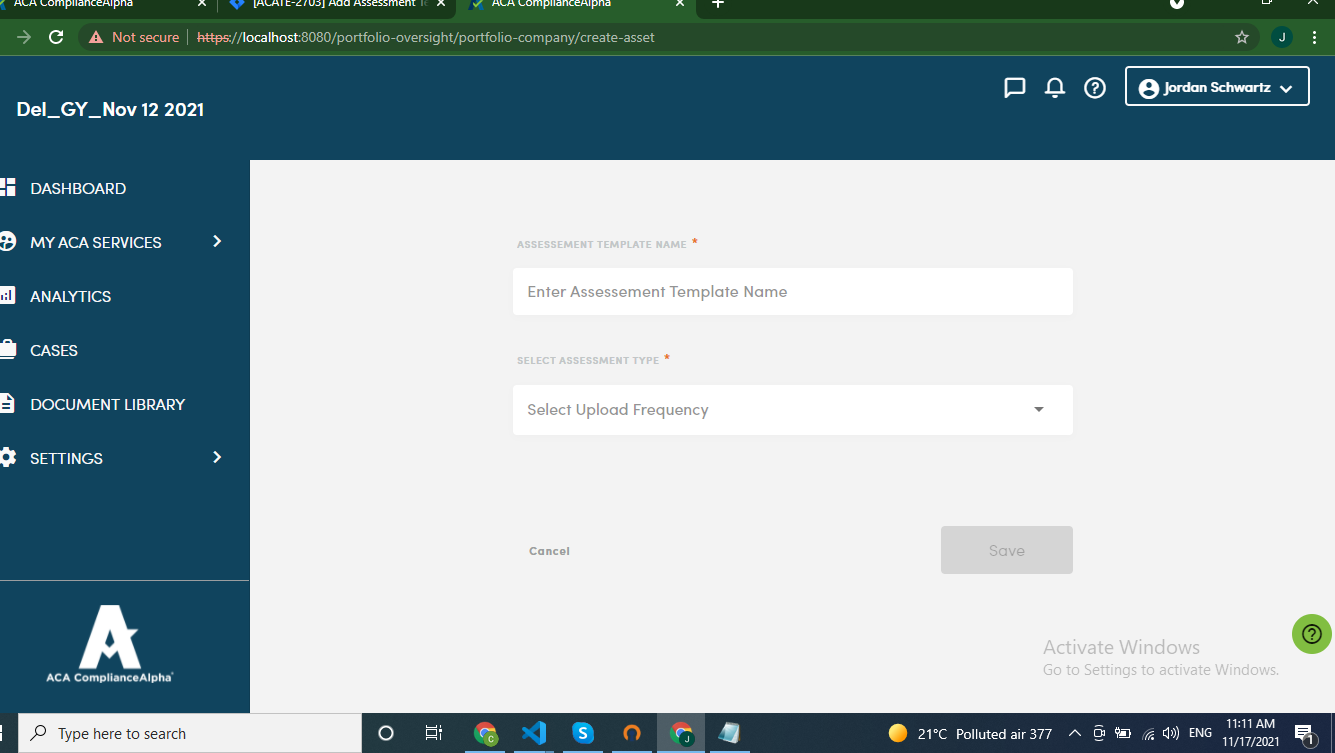 ACA ComplianceAlpha
[ACATE-2703] Add Assessment Te
ACA ComplianceAlpha
Not secure
https://localhost:8080/portfolio-oversight/portfolio-company/create-asset
J
Del_GY_Nov 12 2021
Jordan Schwartz
DASHBOARD
MY ACA SERVICES
ANALYTICS
CASES
DOCUMENT LIBRARY
SETTINGS
ACA ComplianceAlpha
ASSESSEMENT TEMPLATE NAME *
Enter Assessement Template Name
SELECT ASSESSMENT TYPE *
Select Upload Frequency
Cancel
Save
Activate Windows
Go to Settings to activate Windows.
Type here to search
C
S
J
21°C Polluted air 377
ENG
11:11 AM
11/17/2021
1